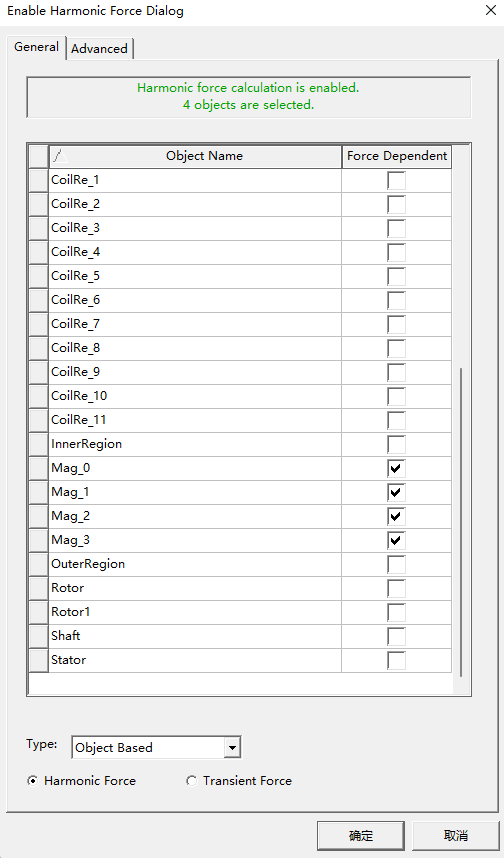 Enable Harmonic Force Dialog
General Advanced
Harmonic force calculation is enabled.
4 objects are selected.
Object Name Force Dependent
CoilRe_1
CoilRe_2
CoilRe_3
CoilRe_4
CoilRe_5
CoilRe_6
CoilRe_7
CoilRe_8
CoilRe_9
CoilRe_10
CoilRe_11
InnerRegion
Mag_0
Mag_1
Mag_2
Mag_3
OuterRegion
Rotor
Rotor1
Shaft
Stator
Type: Object Based
Harmonic Force Transient Force
确定 取消